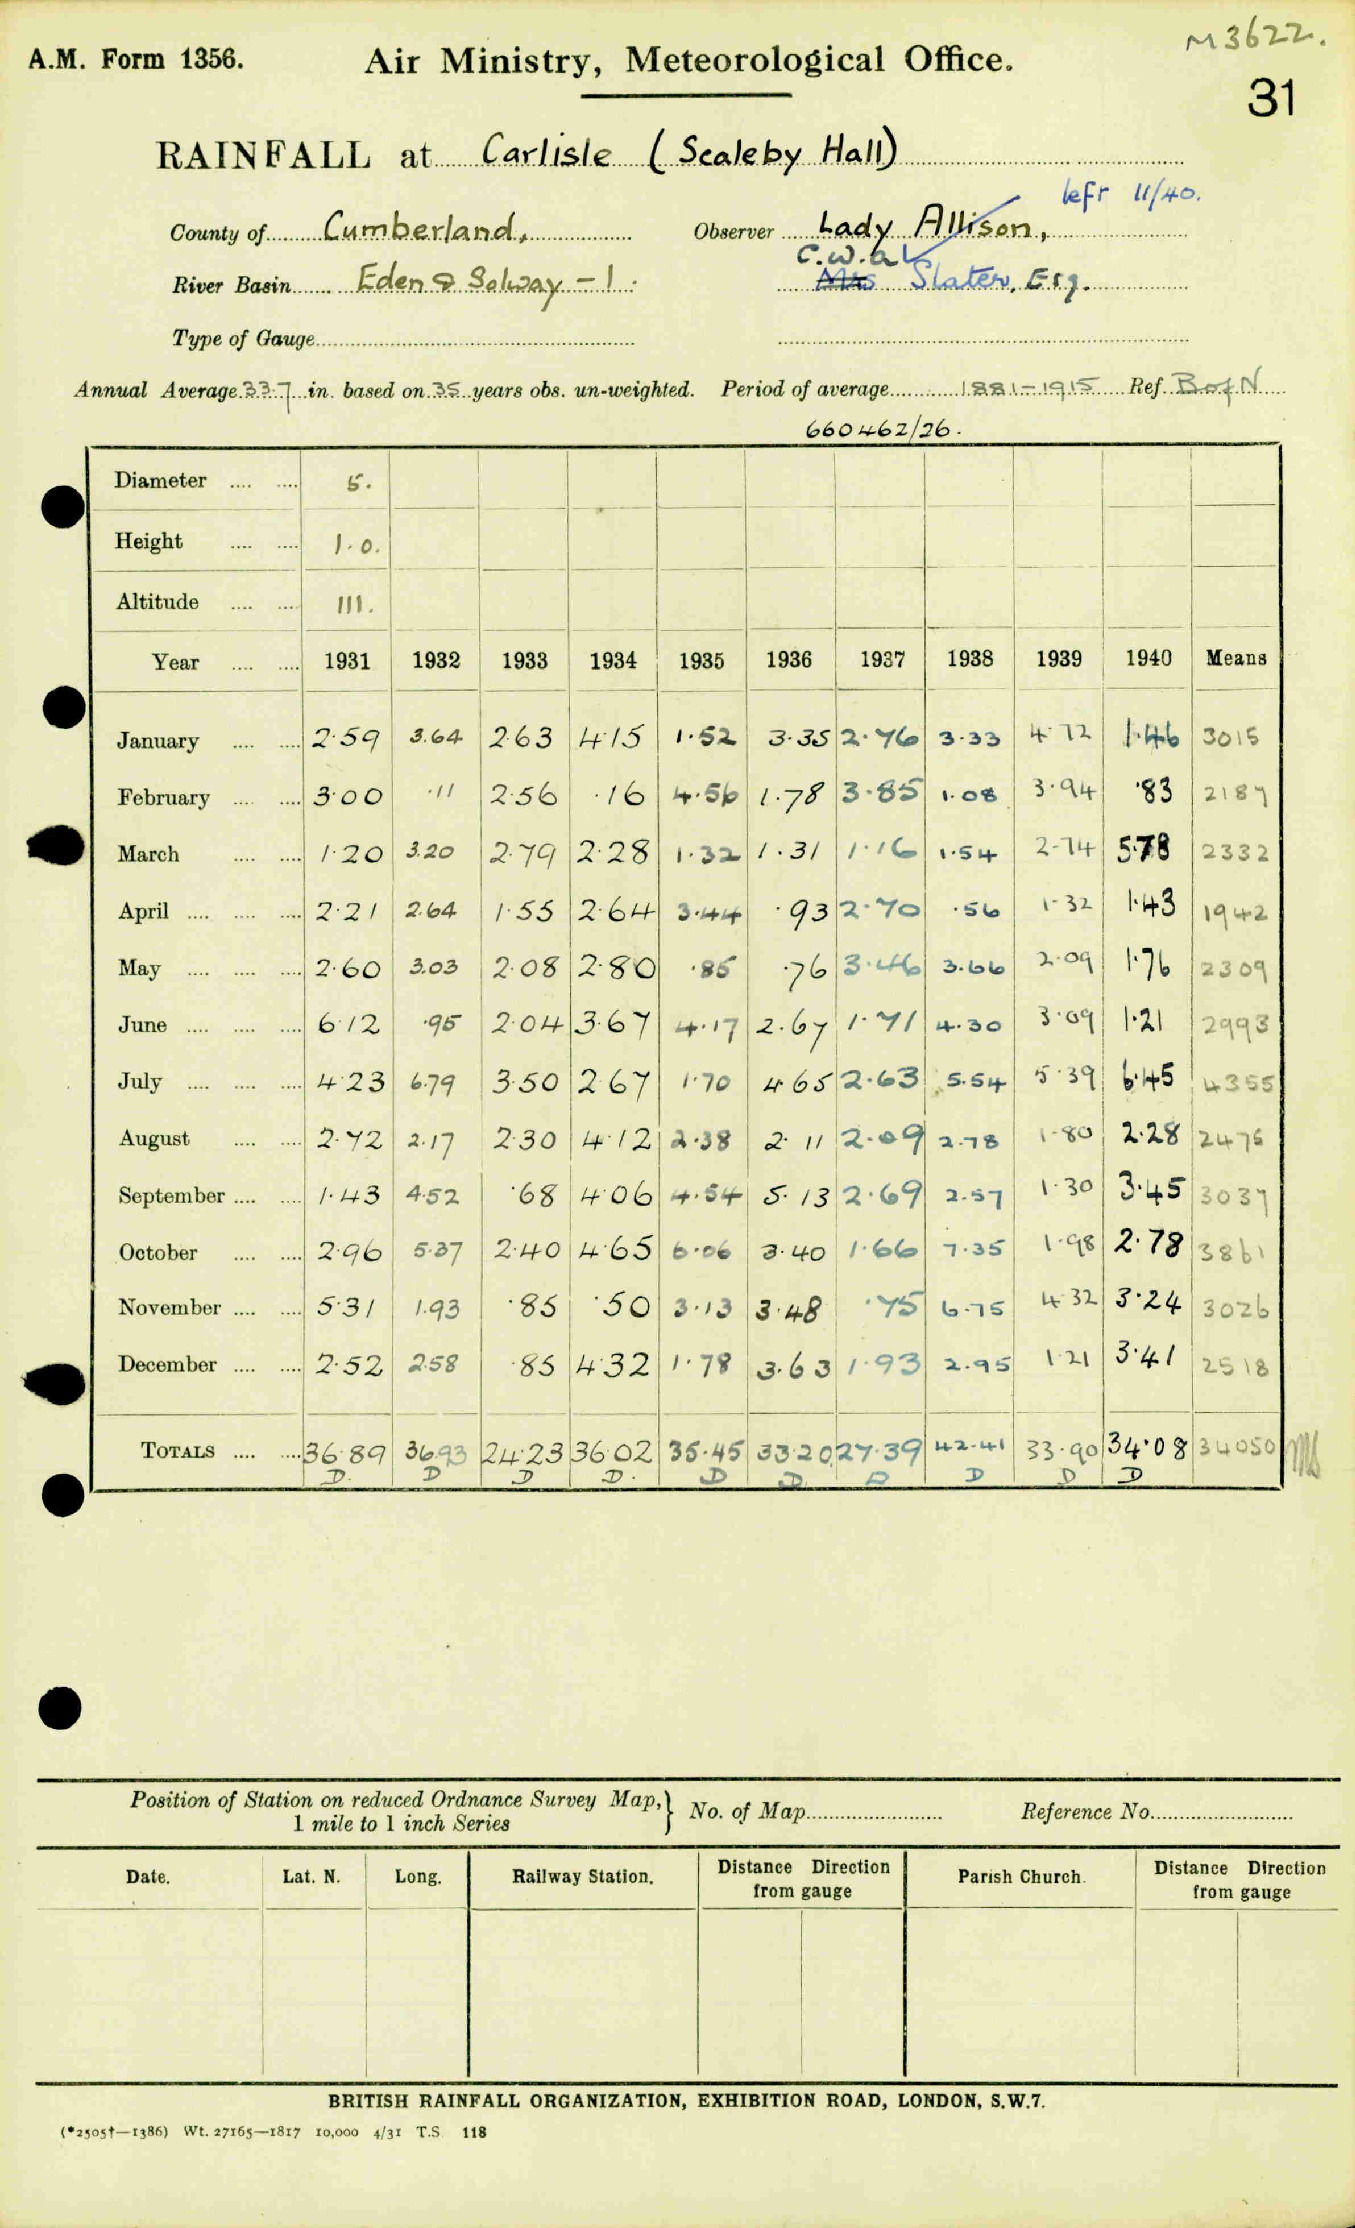 M3622.
A.M. Form 1356. Air Ministry, Meteorological Office.
31
RAINFALL at Carlisle (Scaleby Hall)
left 11/40.
County of Cumberland, Observer Lady Allison,
C.W.A
River Basin Eden & Solway - 1. Mrs Slater, Esq.
Type of Gauge
Annual Average 33.7 in. based on 35 years obs. un-weighted. Period of average 1881-1915 Ref. B of N
660462/26.
Diameter .... .... 5.
Height .... .... 1.0.
Altitude .... .... 111.
Year .... .... 1931 1932 1933 1934 1935 1936 1937 1938 1939 1940 Means
January .... .... 2.59 3.64 2.63 4.15 1.52 3.35 2.76 3.33 4.72 1.46 3015
February .... .... 3.00 .11 2.56 .16 4.56 1.78 3.85 1.08 3.94 .83 2187
March .... .... 1.20 3.20 2.79 2.28 1.32 1.31 1.16 1.54 2.74 5.78 2332
April .... .... .... 2.21 2.64 1.55 2.64 3.44 .93 2.70 .56 1.32 1.43 1942
May .... .... .... 2.60 3.03 2.08 2.80 .85 .76 3.46 3.66 2.09 1.76 2309
June .... .... .... 6.12 .95 2.04 3.67 4.17 2.67 1.71 4.30 3.09 1.21 2993
July .... .... .... 4.23 6.79 3.50 2.67 1.70 4.65 2.63 5.54 5.39 6.45 4355
August .... .... 2.72 2.17 2.30 4.12 2.38 2.11 2.09 2.78 1.80 2.28 2475
September .... .... 1.43 4.52 .68 4.06 4.54 5.13 2.69 2.57 1.30 3.45 3037
October .... .... 2.96 5.37 2.40 4.65 6.06 3.40 1.66 7.35 1.98 2.78 3861
November .... .... 5.31 1.93 .85 .50 3.13 3.48 .75 6.75 4.32 3.24 3026
December .... .... 2.52 2.58 .85 4.32 1.78 3.63 1.93 2.95 1.21 3.41 2518
TOTALS .... .... 36.89 36.93 24.23 36.02 35.45 33.20 27.39 42.41 33.90 34.08 34050
D. D D D. D D. D D D D
Position of Station on reduced Ordnance Survey Map, } No. of Map Reference No.
1 mile to 1 inch Series
Date. Lat. N. Long. Railway Station. Distance Direction from gauge Parish Church. Distance Direction from gauge
BRITISH RAINFALL ORGANIZATION, EXHIBITION ROAD, LONDON, S.W.7.
(*2505†—1386) Wt. 27165—1817 10,000 4/31 T.S. 118